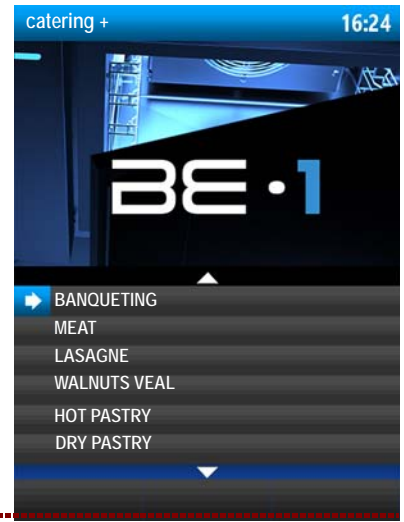 catering + 16:24
BE·1
BANQUETING
MEAT
LASAGNE
WALNUTS VEAL
HOT PASTRY
DRY PASTRY